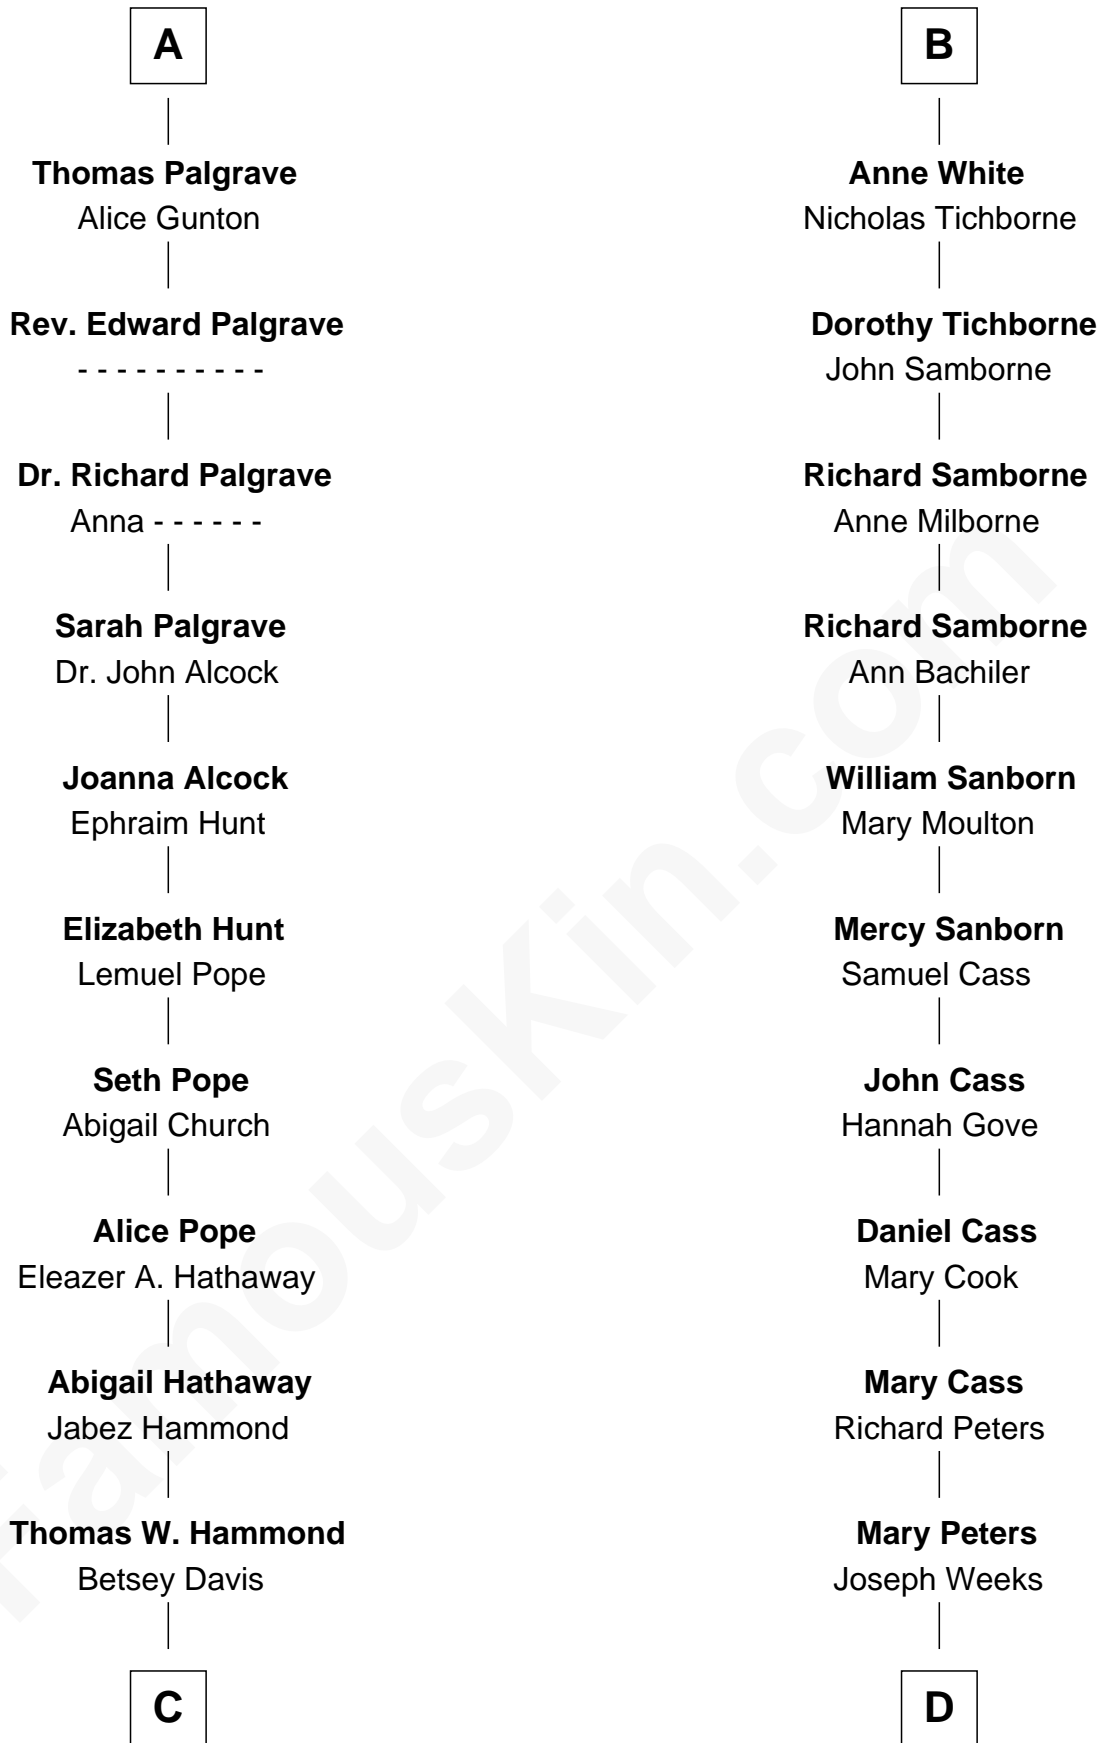 A
Thomas Palgrave
Alice Gunton
Rev. Edward Palgrave
- - - - - - - - - -
Dr. Richard Palgrave
Anna - - - - - -
Sarah Palgrave
Dr. John Alcock
Joanna Alcock
Ephraim Hunt
Elizabeth Hunt
Lemuel Pope
Seth Pope
Abigail Church
Alice Pope
Eleazer A. Hathaway
Abigail Hathaway
Jabez Hammond
Thomas W. Hammond
Betsey Davis
C
B
Anne White
Nicholas Tichborne
Dorothy Tichborne
John Samborne
Richard Samborne
Anne Milborne
Richard Samborne
Ann Bachiler
William Sanborn
Mary Moulton
Mercy Sanborn
Samuel Cass
John Cass
Hannah Gove
Daniel Cass
Mary Cook
Mary Cass
Richard Peters
Mary Peters
Joseph Weeks
D
FamousKin.com